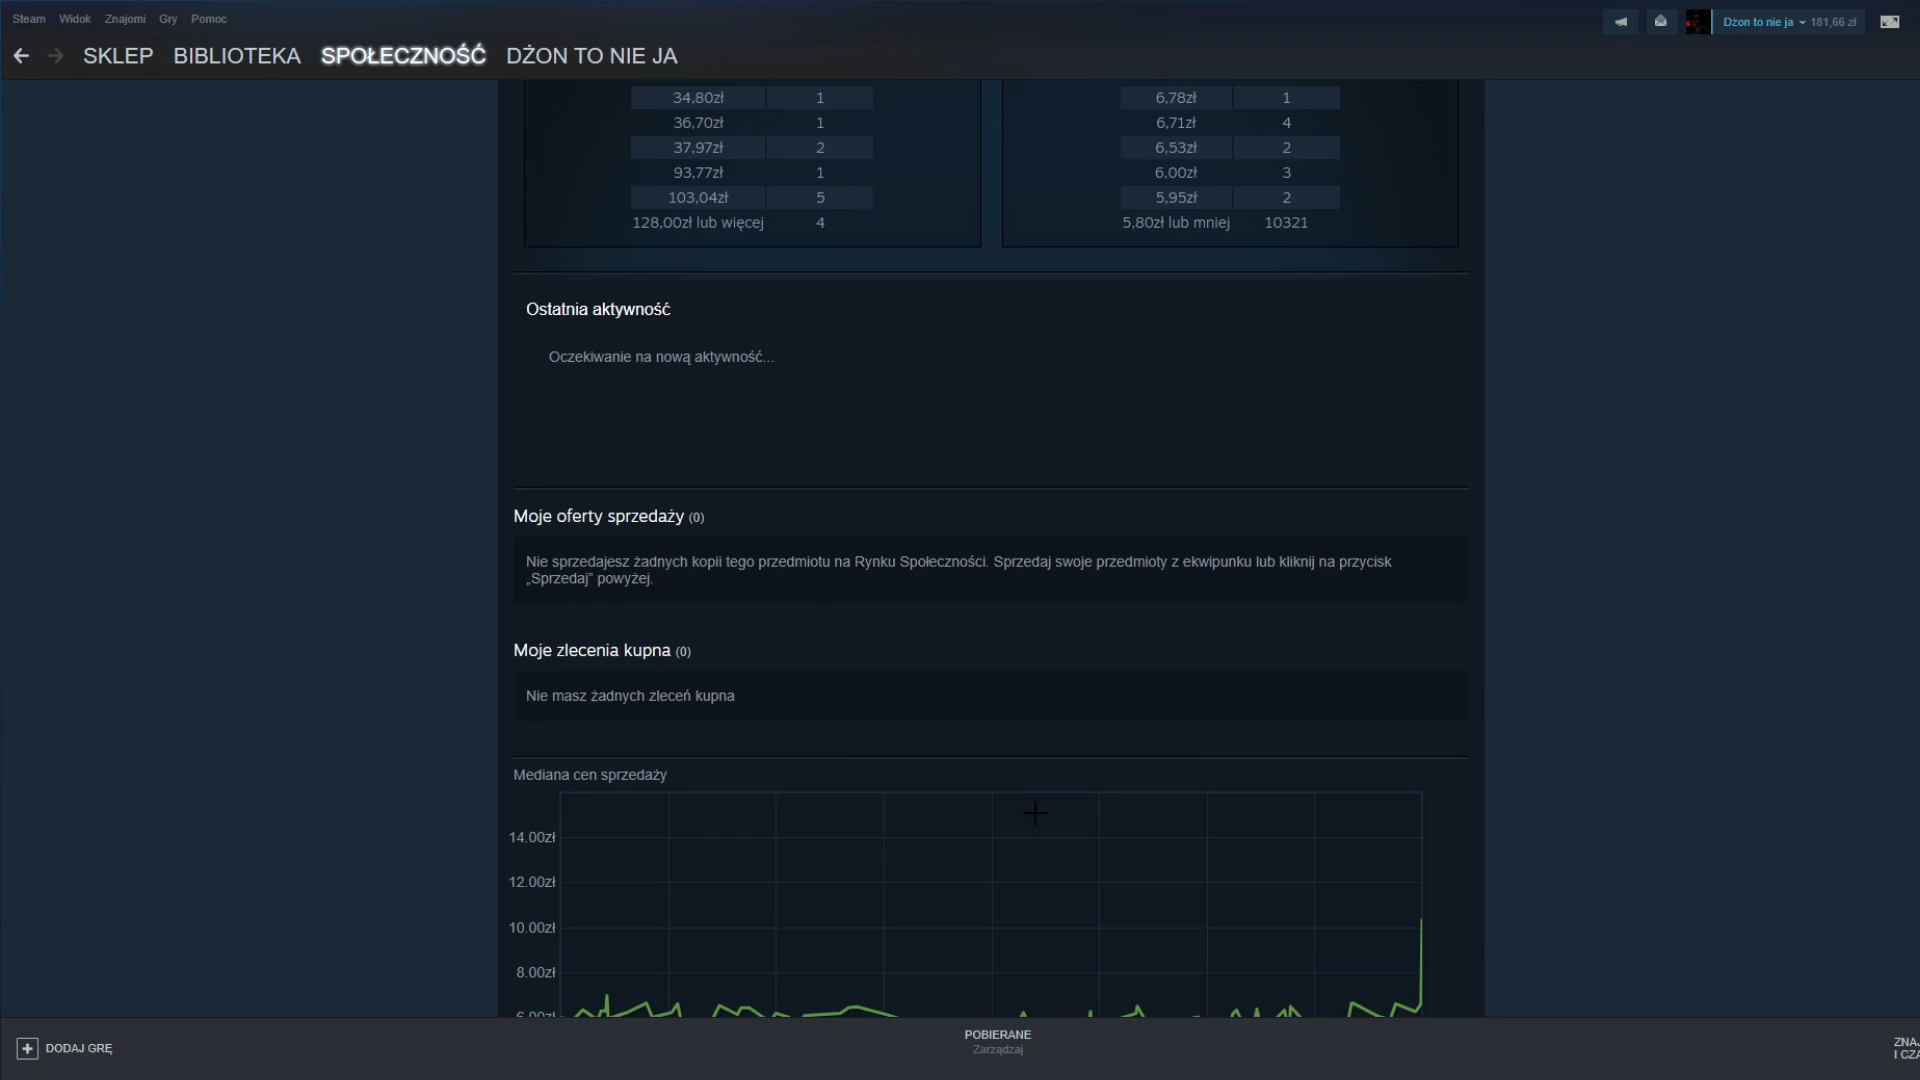 Steam Widok Znajomi Gry Pomoc
Dżon to nie ja 181,66 zł
SKLEP BIBLIOTEKA SPOŁECZNOŚĆ DŻON TO NIE JA
34,80zł 1
36,70zł 1
37,97zł 2
93,77zł 1
103,04zł 5
128,00zł lub więcej 4
6,78zł 1
6,71zł 4
6,53zł 2
6,00zł 3
5,95zł 2
5,80zł lub mniej 10321
Ostatnia aktywność
Oczekiwanie na nową aktywność...
Moje oferty sprzedaży (0)
Nie sprzedajesz żadnych kopii tego przedmiotu na Rynku Społeczności. Sprzedaj swoje przedmioty z ekwipunku lub kliknij na przycisk
„Sprzedaj” powyżej.
Moje zlecenia kupna (0)
Nie masz żadnych zleceń kupna
Mediana cen sprzedaży
14.00zł
12.00zł
10.00zł
8.00zł
6.00zł
DODAJ GRĘ
POBIERANE
Zarządzaj
ZNAJ
I CZA